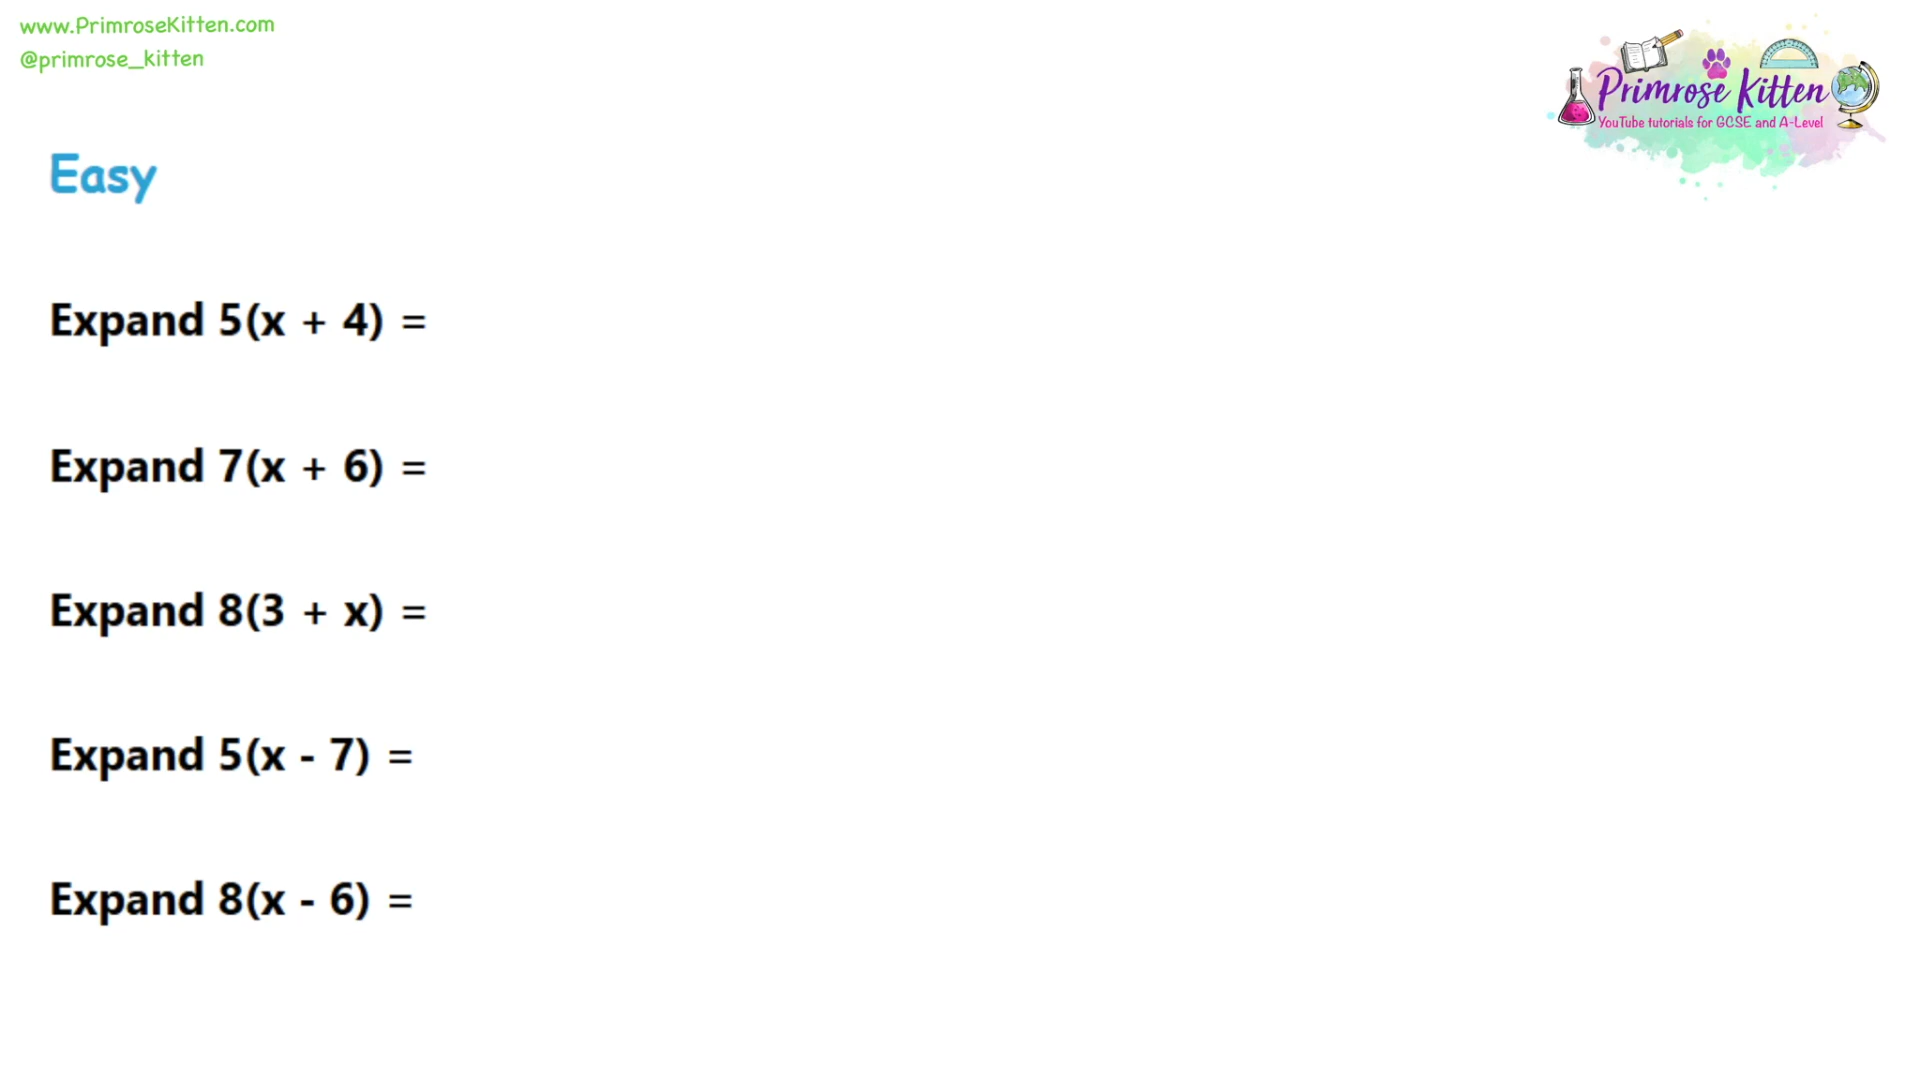 www.PrimroseKitten.com
@primrose_kitten
Primrose Kitten
YouTube tutorials for GCSE and A-Level
Easy
Expand 5(x + 4) =
Expand 7(x + 6) =
Expand 8(3 + x) =
Expand 5(x - 7) =
Expand 8(x - 6) =